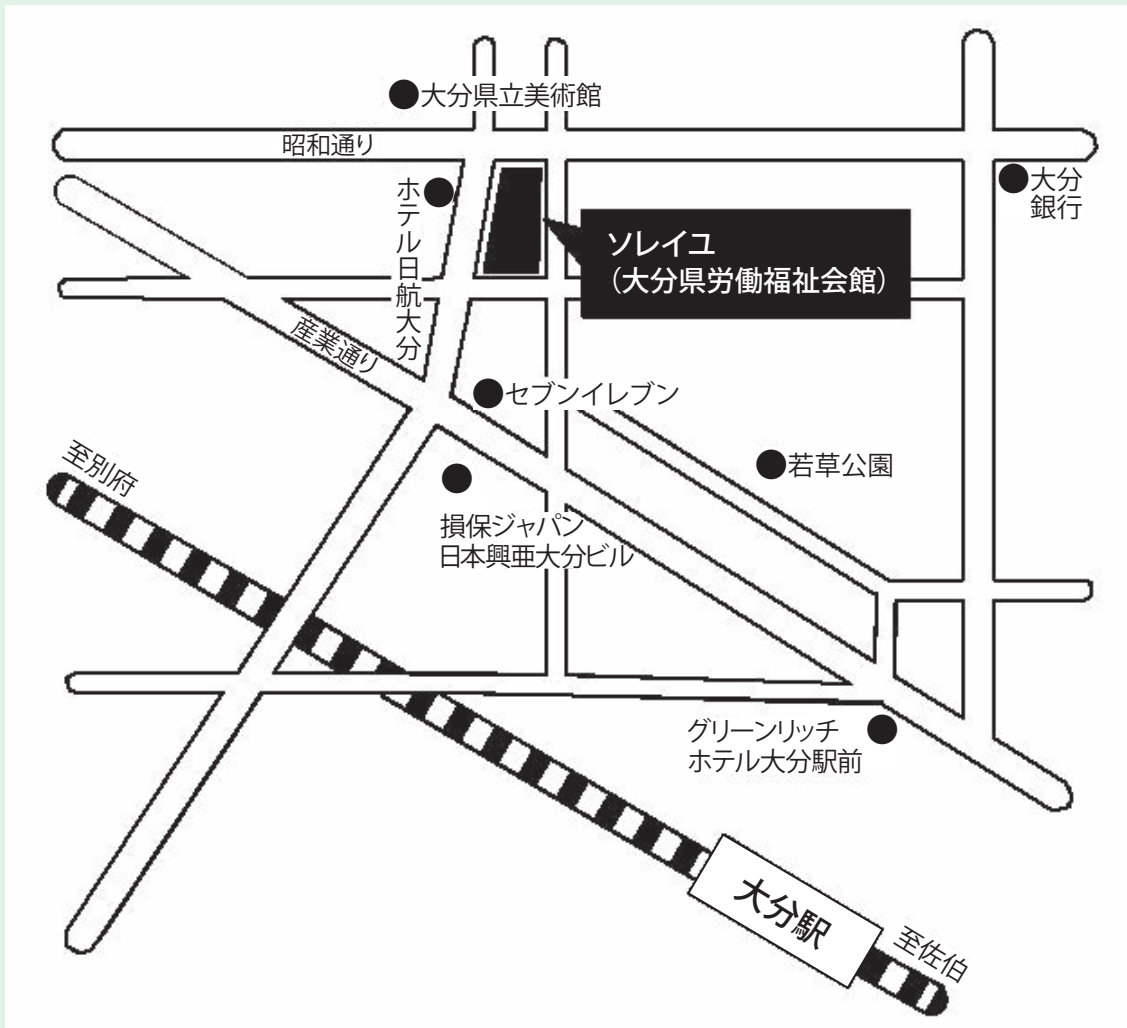 大分県立美術館
昭和通り
ホテル日航大分
大分
銀行
ソレイユ
(大分県労働福祉会館)
産業通り
セブンイレブン
至別府
若草公園
損保ジャパン
日本興亜大分ビル
グリーンリッチ
ホテル大分駅前
大分駅
至佐伯